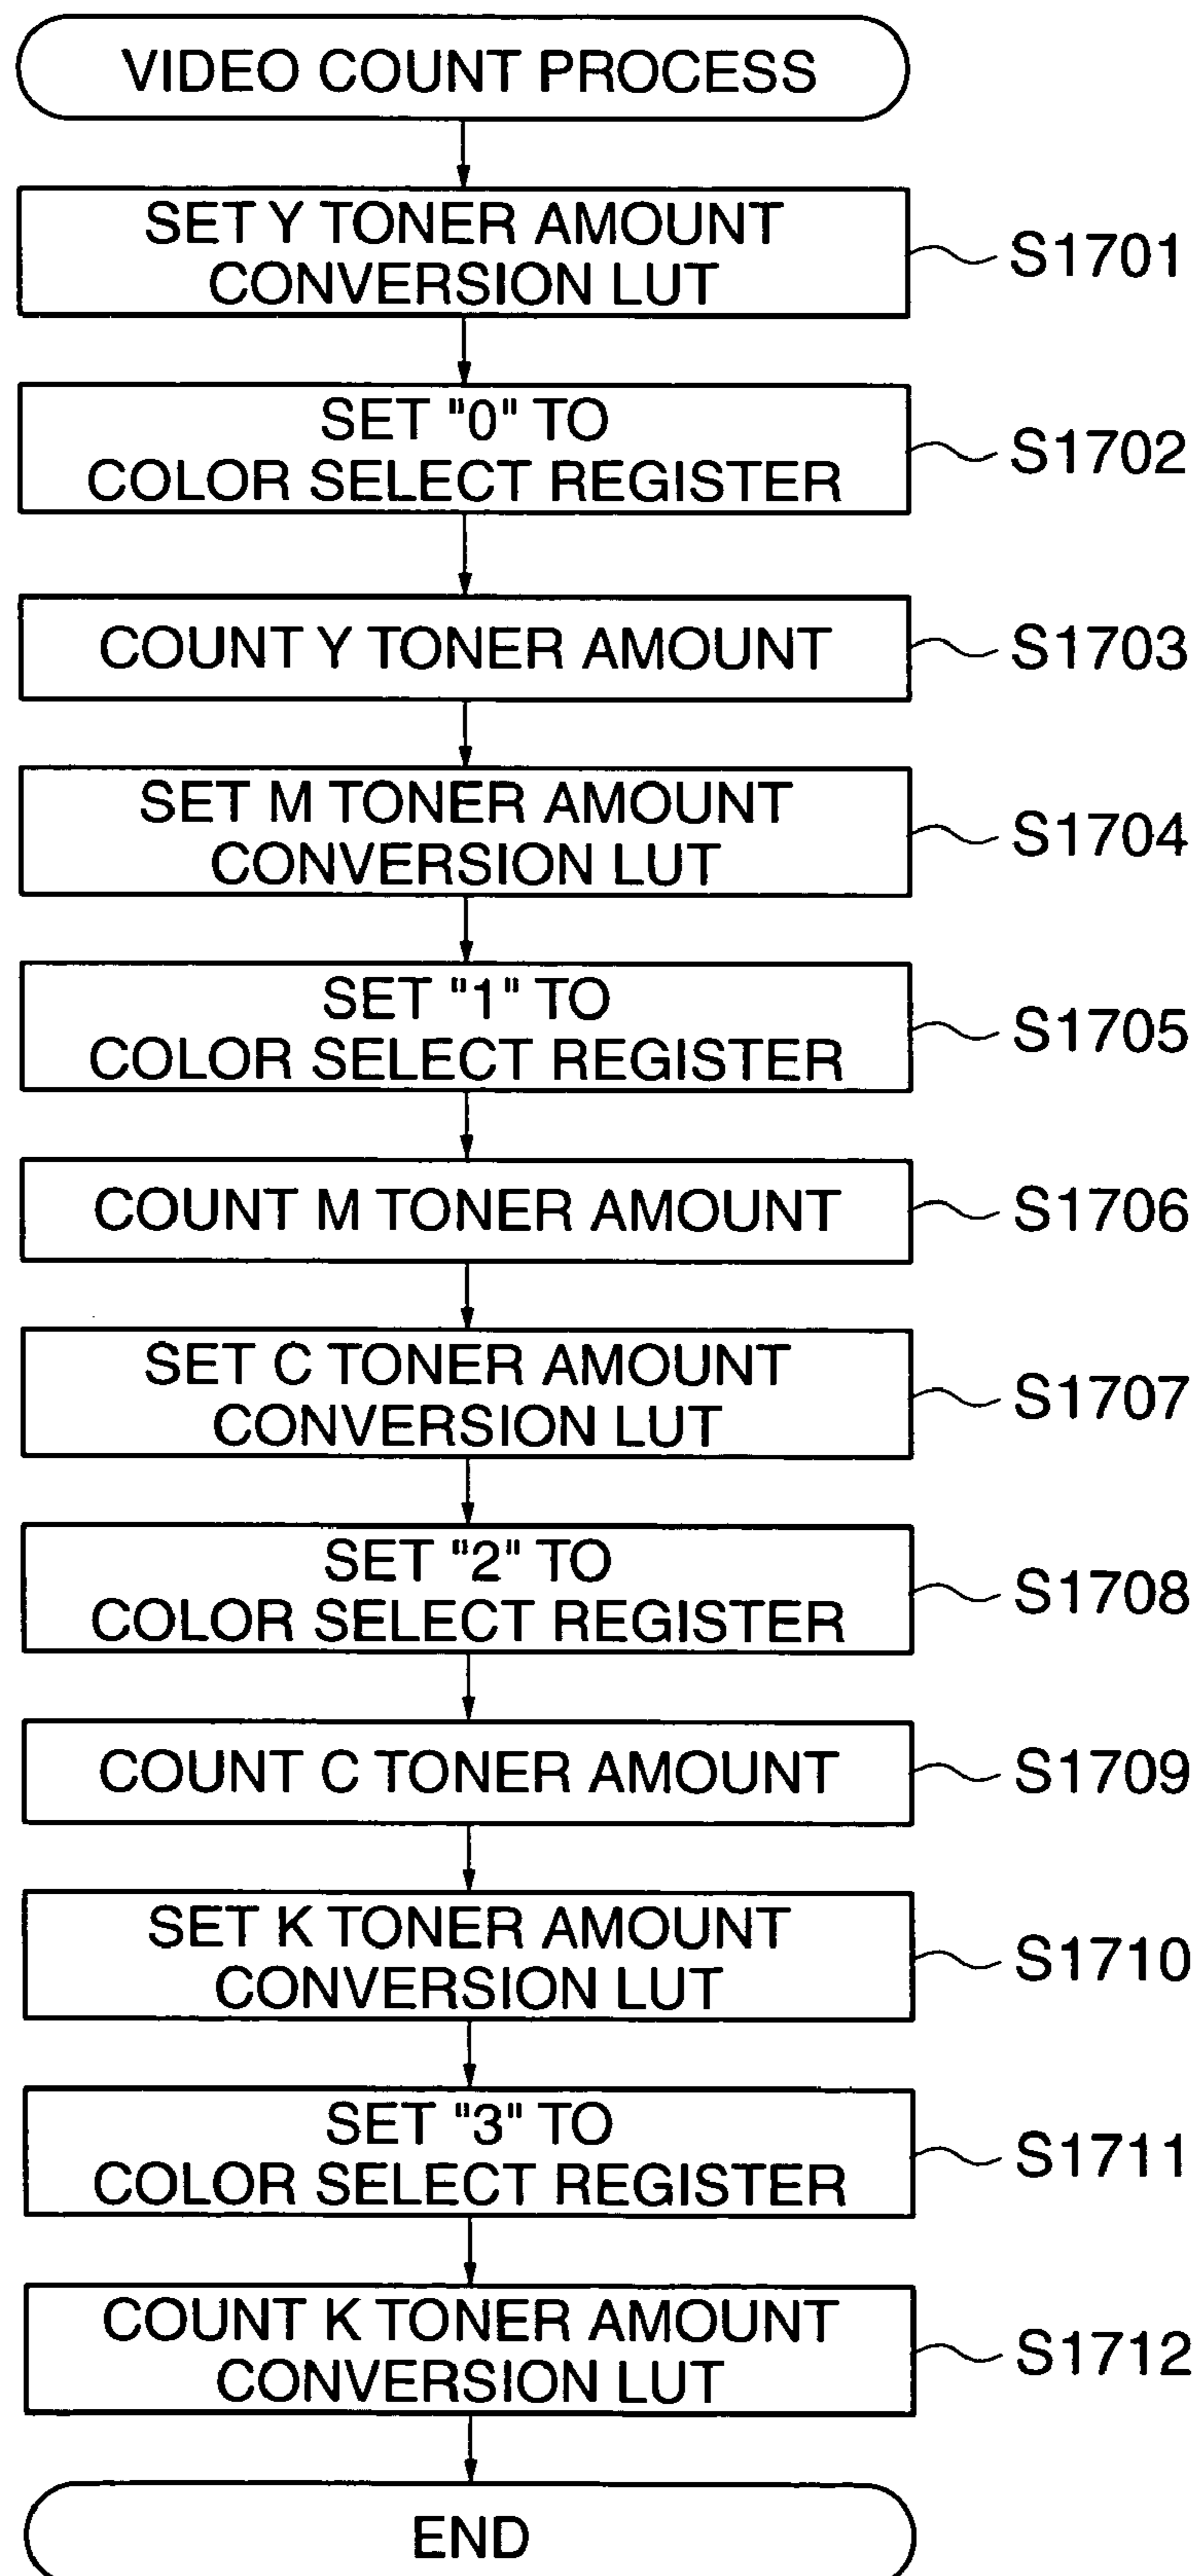 VIDEO COUNT PROCESS
SET Y TONER AMOUNT
CONVERSION LUT
S1701
SET "0" TO
COLOR SELECT REGISTER
S1702
COUNT Y TONER AMOUNT
S1703
SET M TONER AMOUNT
CONVERSION LUT
S1704
SET "1" TO
COLOR SELECT REGISTER
S1705
COUNT M TONER AMOUNT
S1706
SET C TONER AMOUNT
CONVERSION LUT
S1707
SET "2" TO
COLOR SELECT REGISTER
S1708
COUNT C TONER AMOUNT
S1709
SET K TONER AMOUNT
CONVERSION LUT
S1710
SET "3" TO
COLOR SELECT REGISTER
S1711
COUNT K TONER AMOUNT
CONVERSION LUT
S1712
END